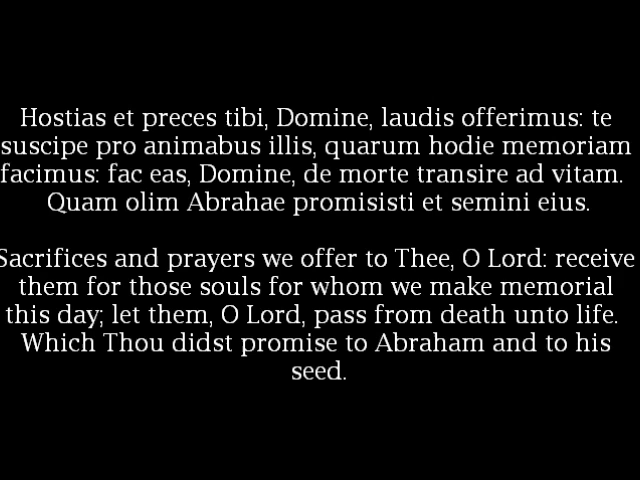 Hostias et preces tibi, Domine, laudis offerimus: te
suscipe pro animabus illis, quarum hodie memoriam
facimus: fac eas, Domine, de morte transire ad vitam.
Quam olim Abrahae promisisti et semini eius.
Sacrifices and prayers we offer to Thee, O Lord: receive
them for those souls for whom we make memorial
this day; let them, O Lord, pass from death unto life.
Which Thou didst promise to Abraham and to his
seed.